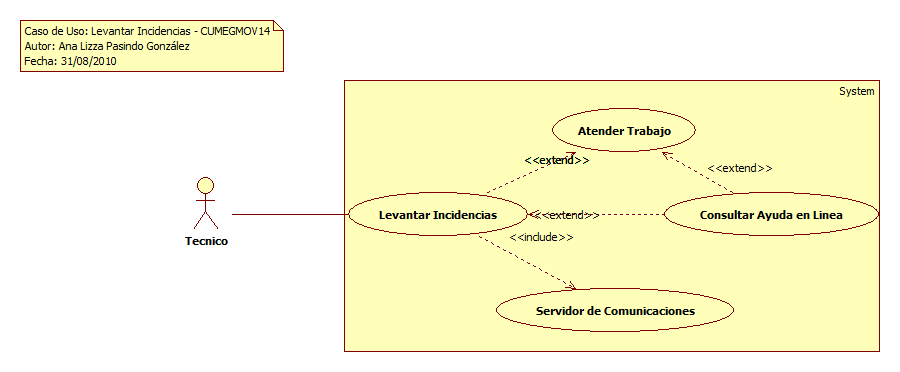 Caso de Uso: Levantar Incidencias - CUMEGMOV14
Autor: Ana Lizza Pasindo González
Fecha: 31/08/2010
System
Atender Trabajo
<<extend>>
<<extend>>
Tecnico
Levantar Incidencias
<<extend>>
Consultar Ayuda en Linea
<<include>>
Servidor de Comunicaciones